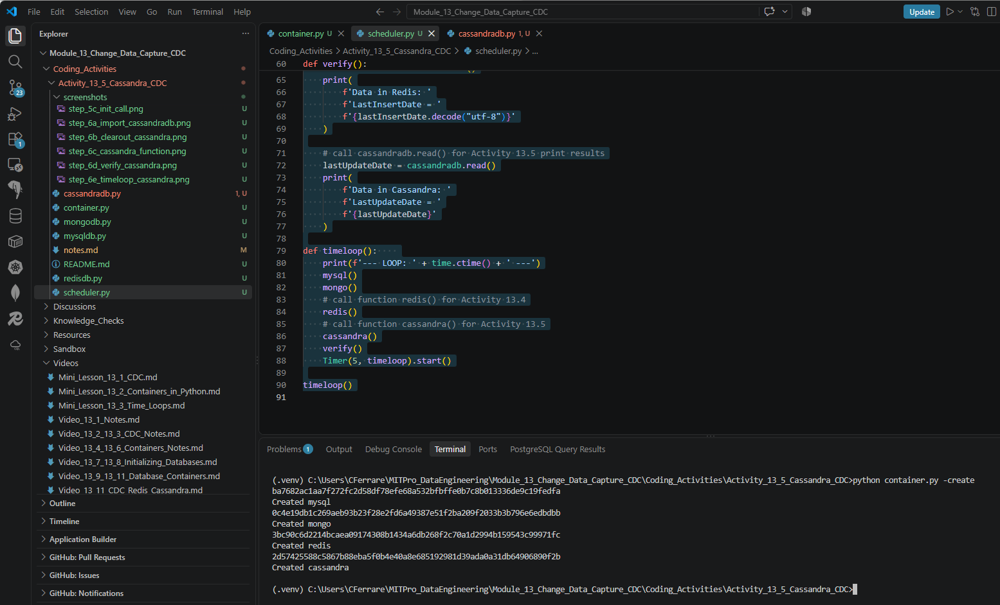 File Edit Selection View Go Run Terminal Help
Module_13_Change_Data_Capture_CDC
Update
Explorer
Module_13_Change_Data_Capture_CDC
Coding_Activities
Activity_13_5_Cassandra_CDC
screenshots
step_5c_init_call.png U
step_6a_import_cassandradb.png U
step_6b_clearout_cassandra.png U
step_6c_cassandra_function.png U
step_6d_verify_cassandra.png U
step_6e_timeloop_cassandra.png U
cassandradb.py 1, U
container.py U
mongodb.py U
mysqldb.py U
notes.md M
README.md U
redisdb.py U
scheduler.py U
Discussions
Knowledge_Checks
Resources
Sandbox
Videos
Mini_Lesson_13_1_CDC.md
Mini_Lesson_13_2_Containers_in_Python.md
Mini_Lesson_13_3_Time_Loops.md
Video_13_1_Notes.md
Video_13_2_13_3_CDC_Notes.md
Video_13_4_13_6_Containers_Notes.md
Video_13_7_13_8_Initializing_Databases.md
Video_13_9_13_11_Database_Containers.md
Video_13_11_CDC_Redis_Cassandra.md
Outline
Timeline
Application Builder
GitHub: Pull Requests
GitHub: Issues
GitHub: Notifications
23
1
container.py U
scheduler.py U
cassandradb.py 1, U
Coding_Activities > Activity_13_5_Cassandra_CDC > scheduler.py > ...
60 def verify():
65 print(
66 f'Data in Redis: '
67 f'LastInsertDate = '
68 f'{lastInsertDate.decode("utf-8")}'
69 )
70
71 # call cassandradb.read() for Activity 13.5 print results
72 lastUpdateDate = cassandradb.read()
73 print(
74 f'Data in Cassandra: '
75 f'LastUpdateDate = '
76 f'{lastUpdateDate}'
77 )
78
79 def timeloop():
80 print(f'--- LOOP: ' + time.ctime() + ' ---')
81 mysql()
82 mongo()
83 # call function redis() for Activity 13.4
84 redis()
85 # call function cassandra() for Activity 13.5
86 cassandra()
87 verify()
88 Timer(5, timeloop).start()
89
90 timeloop()
91
Problems 1 Output Debug Console Terminal Ports PostgreSQL Query Results
(.venv) C:\Users\CFerrare\MITPro_DataEngineering\Module_13_Change_Data_Capture_CDC\Coding_Activities\Activity_13_5_Cassandra_CDC>python container.py -create
ba7682ac1aa7f272fc2d58df78efe68a532bfbffe0b7c8b013336de9c19fedfa
Created mysql
0c4e19db1c269aeb93b23f28e2fd6a49387e51f2ba209f2033b3b796e6edbdbb
Created mongo
3bc90c6d2214bcaea09174308b1434a6db268f2c70a1d2994b159543c99971fc
Created redis
2d57425588c5867b88eba5f0b4e40a8e685192981d39ada0a31db64906890f2b
Created cassandra
(.venv) C:\Users\CFerrare\MITPro_DataEngineering\Module_13_Change_Data_Capture_CDC\Coding_Activities\Activity_13_5_Cassandra_CDC>